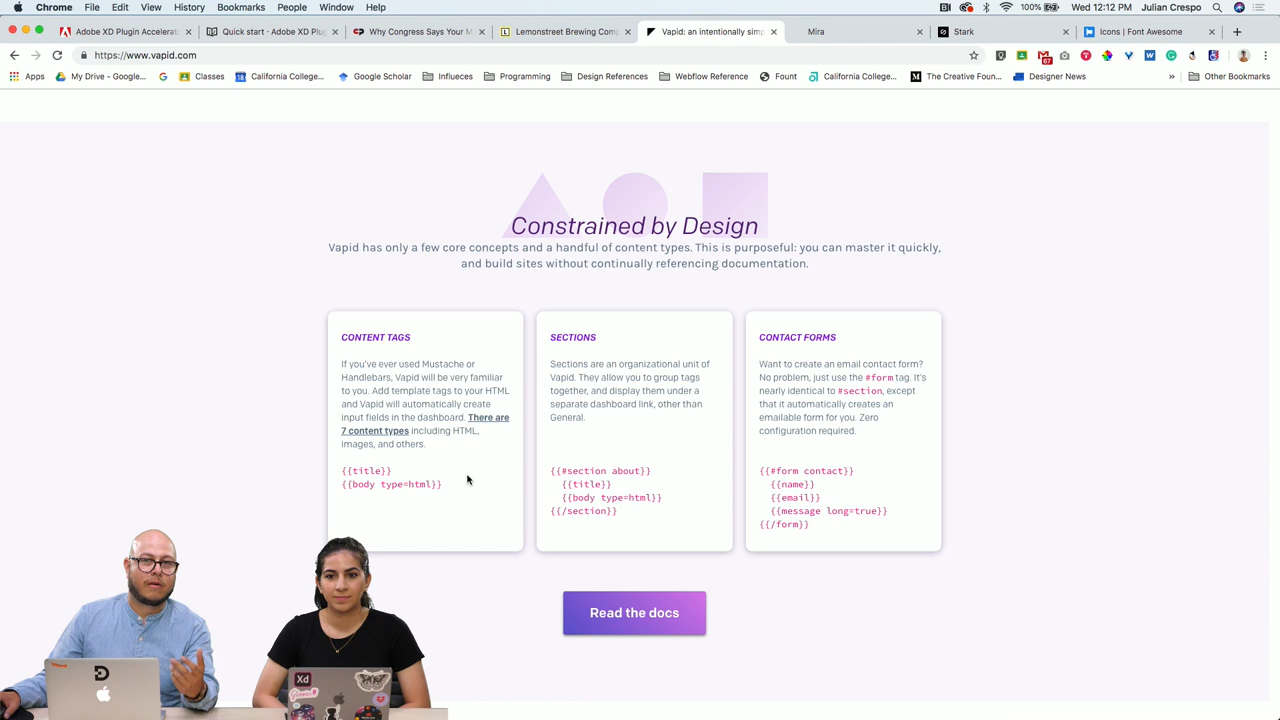 Chrome File Edit View History Bookmarks People Window Help 100% Wed 12:12 PM Julian Crespo
Adobe XD Plugin Accelerat Quick start - Adobe XD Plu Why Congress Says Your M Lemonstreet Brewing Com Vapid: an intentionally simp Mira Stark Icons | Font Awesome
https://www.vapid.com 67
Apps My Drive - Google... Classes 18 California College... Google Scholar Influeces Programming Design References Webflow Reference Fount California College... The Creative Foun... Designer News » Other Bookmarks
Constrained by Design
Vapid has only a few core concepts and a handful of content types. This is purposeful: you can master it quickly,
and build sites without continually referencing documentation.
CONTENT TAGS
If you've ever used Mustache or
Handlebars, Vapid will be very familiar
to you. Add template tags to your HTML
and Vapid will automatically create
input fields in the dashboard. There are
7 content types including HTML,
images, and others.
{{title}}
{{body type=html}}
SECTIONS
Sections are an organizational unit of
Vapid. They allow you to group tags
together, and display them under a
separate dashboard link, other than
General.
{{#section about}}
{{title}}
{{body type=html}}
{{/section}}
CONTACT FORMS
Want to create an email contact form?
No problem, just use the #form tag. It's
nearly identical to #section, except
that it automatically creates an
emailable form for you. Zero
configuration required.
{{#form contact}}
{{name}}
{{email}}
{{message long=true}}
{{/form}}
Read the docs
Xd